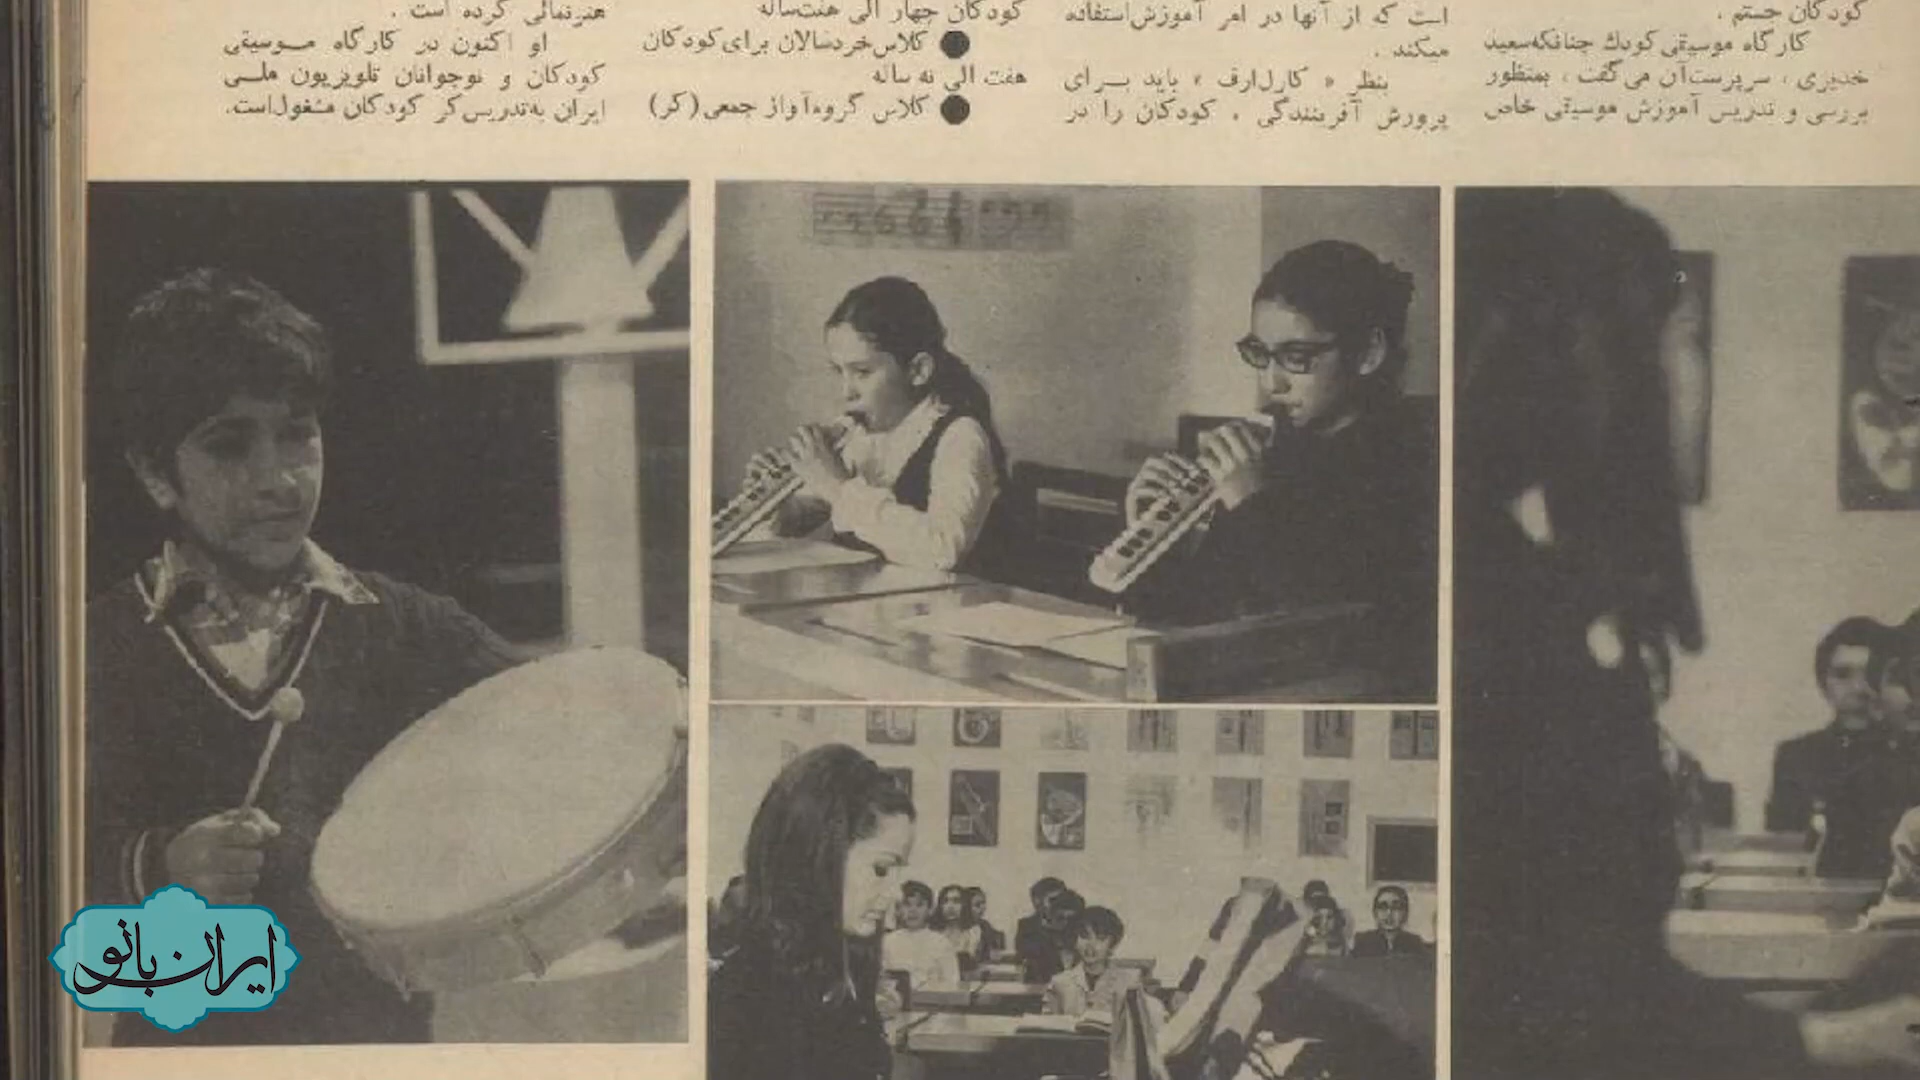 کودکان جستم .
کارگاه موسیقی کودک چنانکه سعید
خدیری ، سرپرست آن می‌گفت ، بمنظور
بررسی و تدریس آموزش موسیقی خاص
است که از آنها در امر آموزش استفاده
میکند .
بنظر « کارل ارف » باید برای
پرورش آفرینندگی ، کودکان را در
کودکان چهار الی هفت‌ساله
● کلاس خردسالان برای کودکان
هفت الی نه ساله
● کلاس گروه آواز جمعی (کر)
هنرنمائی کرده است .
او اکنون در کارگاه موسیقی
کودکان و نوجوانان تلویزیون ملی
ایران به‌تدریس کر کودکان مشغول است.
ایران بانو